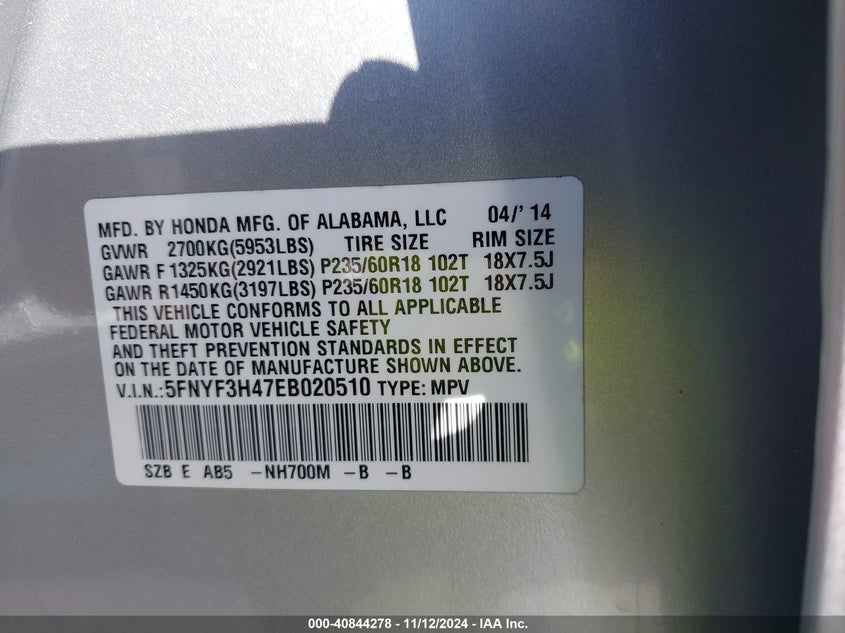 MFD. BY HONDA MFG. OF ALABAMA, LLC 04/'14
GVWR 2700KG(5953LBS) TIRE SIZE RIM SIZE
GAWR F 1325KG(2921LBS) P235/60R18 102T 18X7.5J
GAWR R1450KG(3197LBS) P235/60R18 102T 18X7.5J
THIS VEHICLE CONFORMS TO ALL APPLICABLE
FEDERAL MOTOR VEHICLE SAFETY
AND THEFT PREVENTION STANDARDS IN EFFECT
ON THE DATE OF MANUFACTURE SHOWN ABOVE.
V.I.N.:5FNYF3H47EB020510 TYPE: MPV
SZB E AB5 -NH700M -B -B
000-40844278 - 11/12/2024 - IAA Inc.